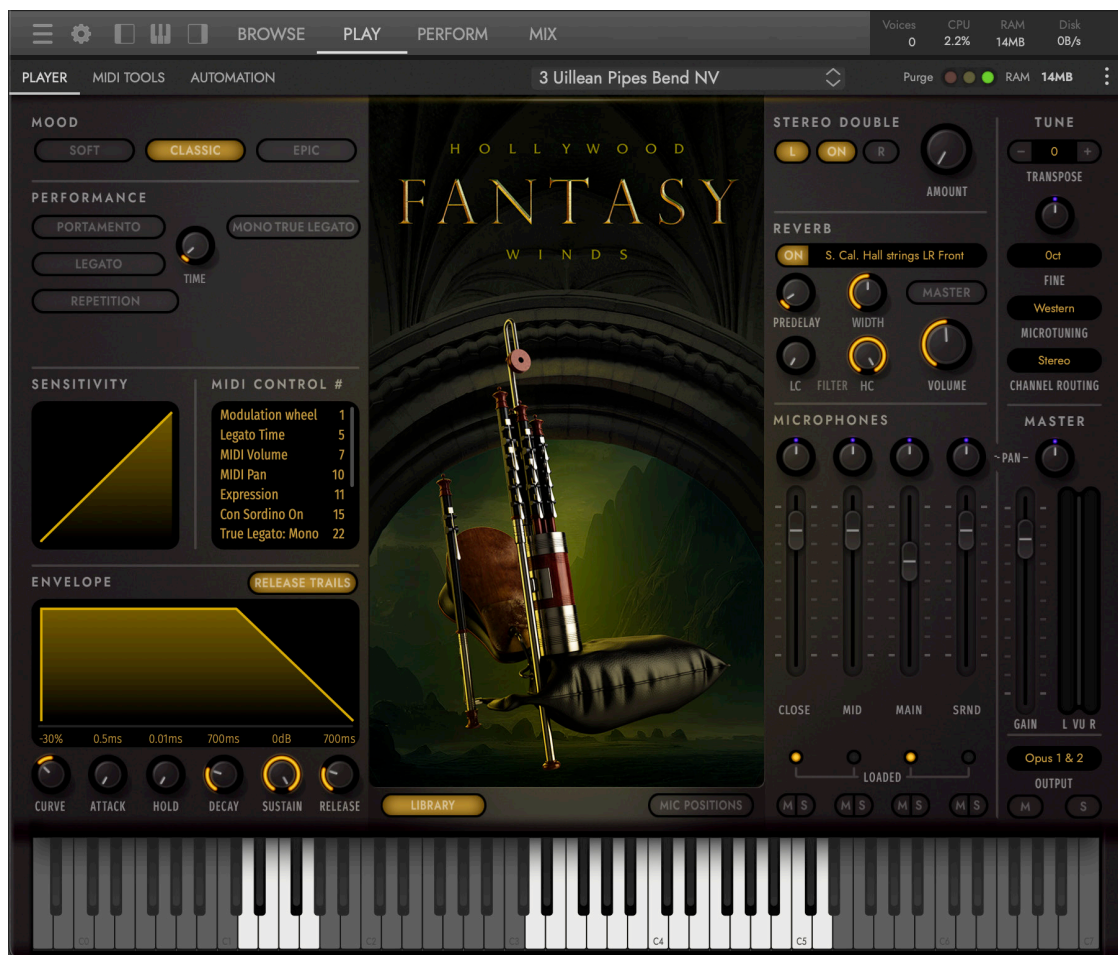 BROWSE PLAY PERFORM MIX
Voices CPU RAM Disk
0 2.2% 14MB 0B/s
PLAYER MIDI TOOLS AUTOMATION
3 Uillean Pipes Bend NV
Purge RAM 14MB
MOOD
SOFT CLASSIC EPIC
PERFORMANCE
PORTAMENTO
MONO TRUE LEGATO
LEGATO
TIME
REPETITION
SENSITIVITY
MIDI CONTROL #
Modulation wheel 1
Legato Time 5
MIDI Volume 7
MIDI Pan 10
Expression 11
Con Sordino On 15
True Legato: Mono 22
ENVELOPE
RELEASE TRAILS
-30% 0.5ms 0.01ms 700ms 0dB 700ms
CURVE ATTACK HOLD DECAY SUSTAIN RELEASE
HOLLYWOOD
FANTASY
WINDS
LIBRARY
MIC POSITIONS
STEREO DOUBLE
L ON R
AMOUNT
REVERB
ON S. Cal. Hall strings LR Front
MASTER
PREDELAY WIDTH
LC FILTER HC VOLUME
MICROPHONES
~PAN-
CLOSE MID MAIN SRND
LOADED
M S M S M S M S
TUNE
- 0 +
TRANSPOSE
0ct
FINE
Western
MICROTUNING
Stereo
CHANNEL ROUTING
MASTER
GAIN L VU R
Opus 1 & 2
OUTPUT
M S
C0 C1 C2 C3 C4 C5 C6 C7